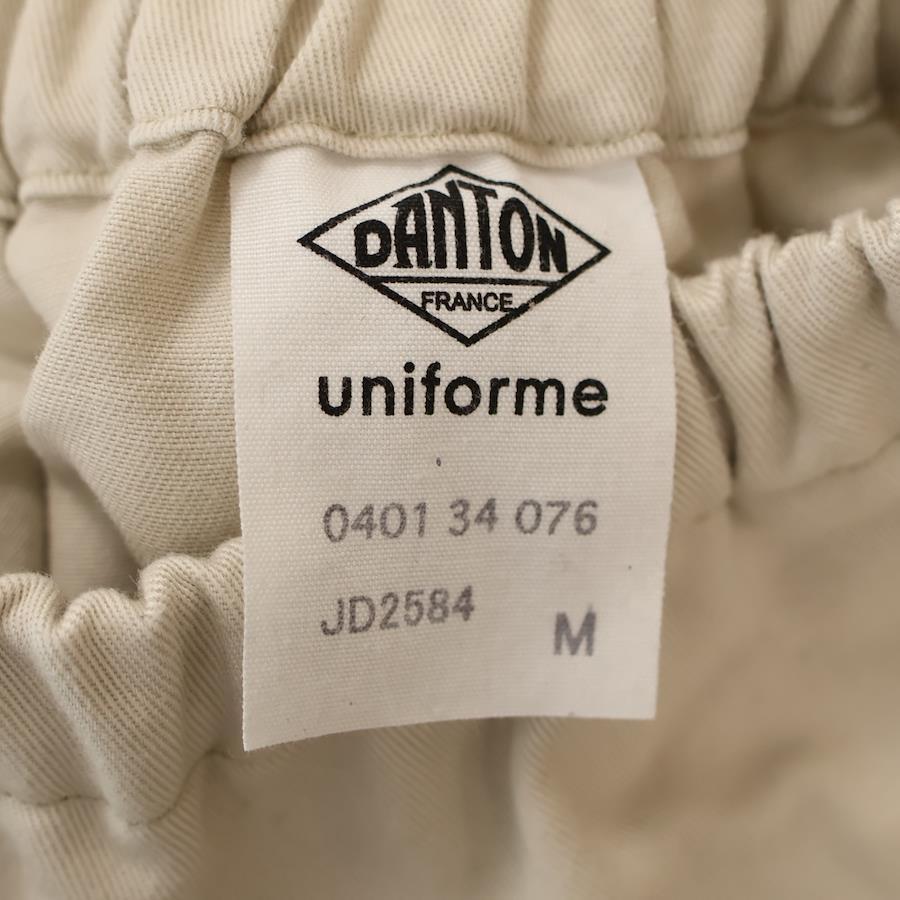 DANTON
FRANCE
uniforme
0401 34 076
JD2584
M